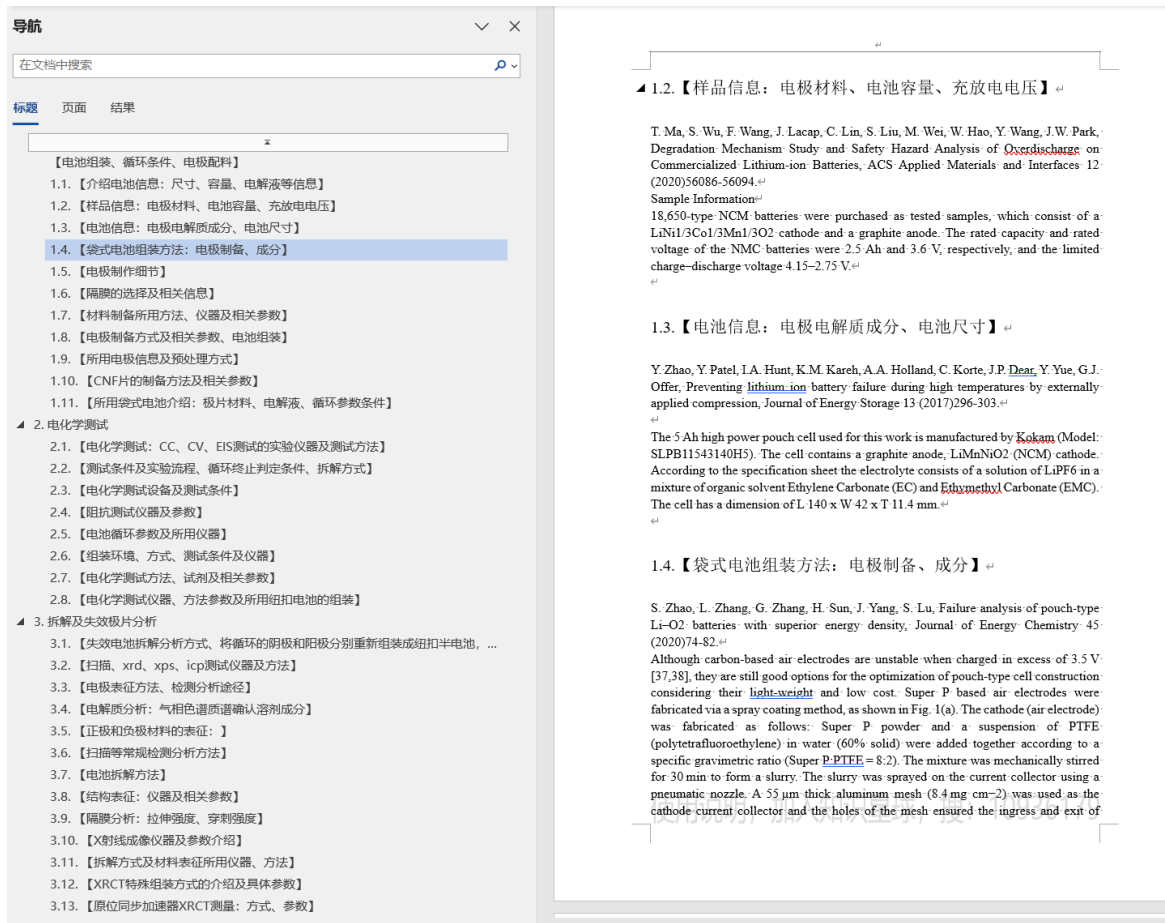 导航
在文档中搜索
标题 页面 结果
【电池组装、循环条件、电极配料】
1.1. 【介绍电池信息：尺寸、容量、电解液等信息】
1.2. 【样品信息：电极材料、电池容量、充放电电压】
1.3. 【电池信息：电极电解质成分、电池尺寸】
1.4. 【袋式电池组装方法：电极制备、成分】
1.5. 【电极制作细节】
1.6. 【隔膜的选择及相关信息】
1.7. 【材料制备所用方法、仪器及相关参数】
1.8. 【电极制备方式及相关参数、电池组装】
1.9. 【所用电极信息及预处理方式】
1.10. 【CNF片的制备方法及相关参数】
1.11. 【所用袋式电池介绍：极片材料、电解液、循环参数条件】
2. 电化学测试
2.1. 【电化学测试：CC、CV、EIS测试的实验仪器及测试方法】
2.2. 【测试条件及实验流程、循环终止判定条件、拆解方式】
2.3. 【电化学测试设备及测试条件】
2.4. 【阻抗测试仪器及参数】
2.5. 【电池循环参数及所用仪器】
2.6. 【组装环境、方式、测试条件及仪器】
2.7. 【电化学测试方法、试剂及相关参数】
2.8. 【电化学测试仪器、方法参数及所用纽扣电池的组装】
3. 拆解及失效极片分析
3.1. 【失效电池拆解分析方式、将循环的阴极和阳极分别重新组装成纽扣半电池，...
3.2. 【扫描、xrd、xps、icp测试仪器及方法】
3.3. 【电极表征方法、检测分析途径】
3.4. 【电解质分析：气相色谱质谱确认溶剂成分】
3.5. 【正极和负极材料的表征：】
3.6. 【扫描等常规检测分析方法】
3.7. 【电池拆解方法】
3.8. 【结构表征：仪器及相关参数】
3.9. 【隔膜分析：拉伸强度、穿刺强度】
3.10. 【X射线成像仪器及参数介绍】
3.11. 【拆解方式及材料表征所用仪器、方法】
3.12. 【XRCT特殊组装方式的介绍及具体参数】
3.13. 【原位同步加速器XRCT测量：方式、参数】
1.2.【样品信息：电极材料、电池容量、充放电电压】
T. Ma, S. Wu, F. Wang, J. Lacap, C. Lin, S. Liu, M. Wei, W. Hao, Y. Wang, J.W. Park,
Degradation Mechanism Study and Safety Hazard Analysis of Overdischarge on
Commercialized Lithium-ion Batteries, ACS Applied Materials and Interfaces 12
(2020)56086-56094.
Sample Information
18,650-type NCM batteries were purchased as tested samples, which consist of a
LiNi1/3Co1/3Mn1/3O2 cathode and a graphite anode. The rated capacity and rated
voltage of the NMC batteries were 2.5 Ah and 3.6 V, respectively, and the limited
charge–discharge voltage 4.15–2.75 V.
1.3.【电池信息：电极电解质成分、电池尺寸】
Y. Zhao, Y. Patel, I.A. Hunt, K.M. Kareh, A.A. Holland, C. Korte, J.P. Dear, Y. Yue, G.J.
Offer, Preventing lithium ion battery failure during high temperatures by externally
applied compression, Journal of Energy Storage 13 (2017)296-303.
The 5 Ah high power pouch cell used for this work is manufactured by Kokam (Model:
SLPB11543140H5). The cell contains a graphite anode, LiMnNiO2 (NCM) cathode.
According to the specification sheet the electrolyte consists of a solution of LiPF6 in a
mixture of organic solvent Ethylene Carbonate (EC) and Ethymethyl Carbonate (EMC).
The cell has a dimension of L 140 x W 42 x T 11.4 mm.
1.4.【袋式电池组装方法：电极制备、成分】
S. Zhao, L. Zhang, G. Zhang, H. Sun, J. Yang, S. Lu, Failure analysis of pouch-type
Li–O2 batteries with superior energy density, Journal of Energy Chemistry 45
(2020)74-82.
Although carbon-based air electrodes are unstable when charged in excess of 3.5 V
[37,38], they are still good options for the optimization of pouch-type cell construction
considering their light-weight and low cost. Super P based air electrodes were
fabricated via a spray coating method, as shown in Fig. 1(a). The cathode (air electrode)
was fabricated as follows: Super P powder and a suspension of PTFE
(polytetrafluoroethylene) in water (60% solid) were added together according to a
specific gravimetric ratio (Super P:PTFE = 8:2). The mixture was mechanically stirred
for 30 min to form a slurry. The slurry was sprayed on the current collector using a
pneumatic nozzle. A 55 μm thick aluminum mesh (8.4 mg cm−2) was used as the
cathode current collector and the holes of the mesh ensured the ingress and exit of
使用说明，加入知识星球，搜：10936179